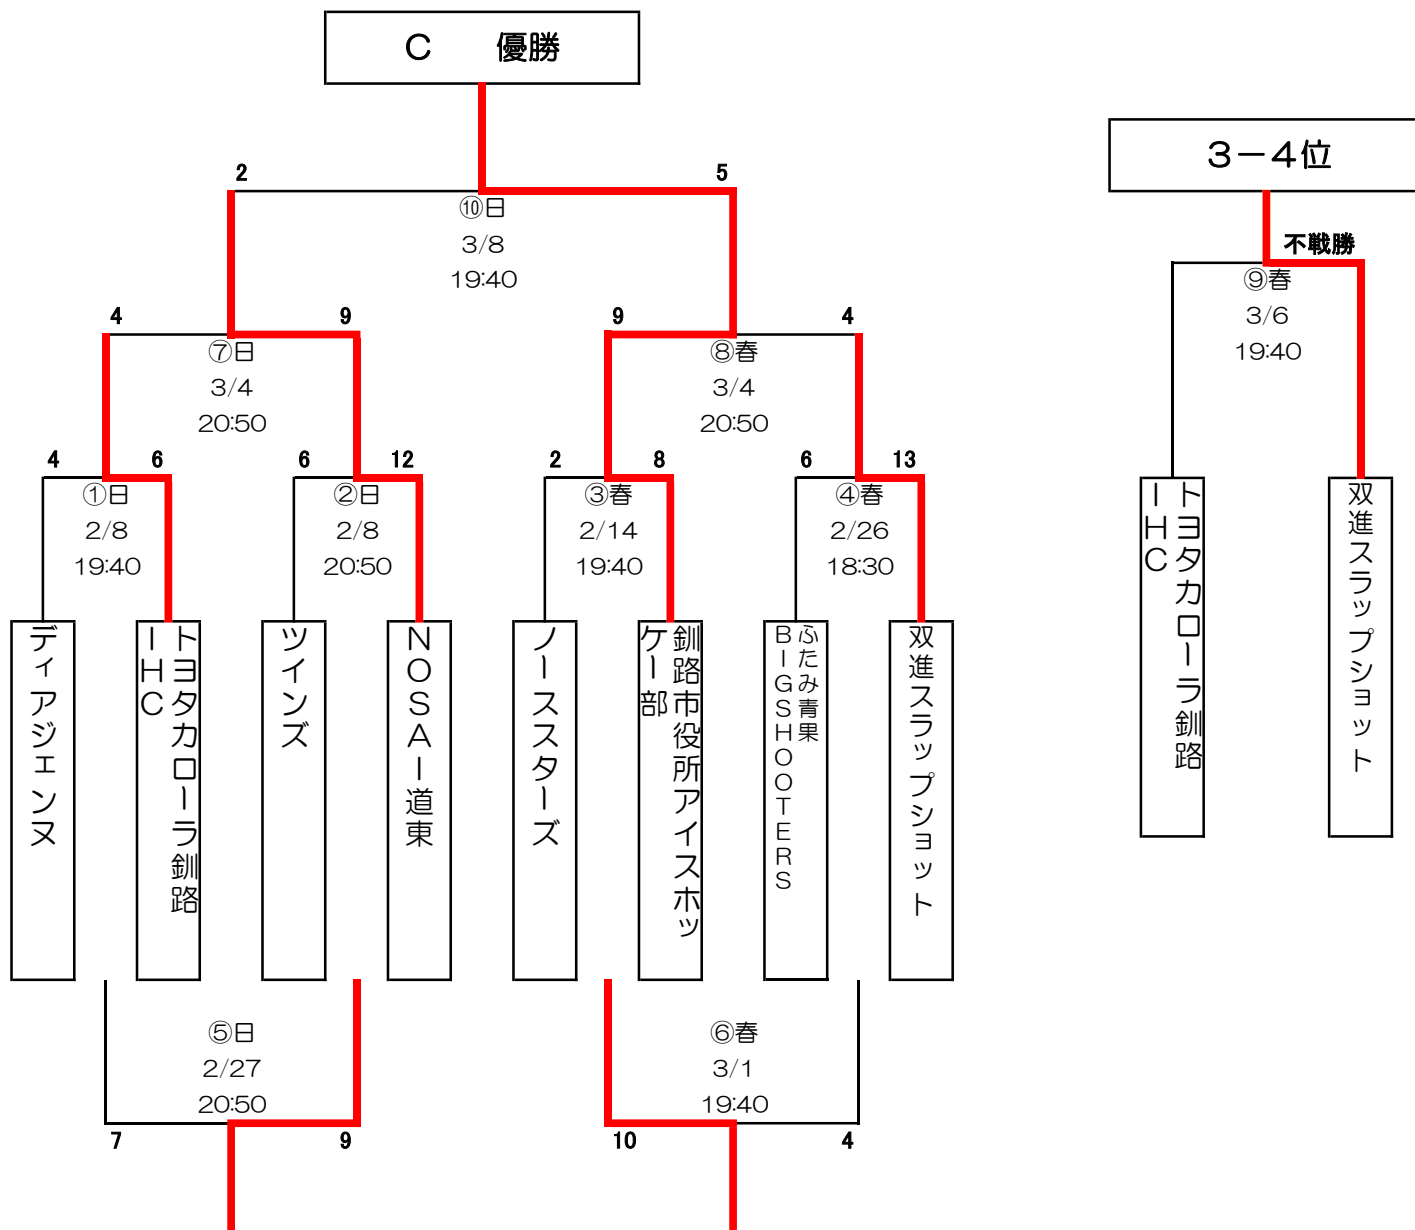 C　優勝
3－4位
2
5
⑩日
3/8
19:40
不戦勝
⑨春
3/6
19:40
4
9
9
4
⑦日
3/4
20:50
⑧春
3/4
20:50
4
6
6
12
2
8
6
13
①日
2/8
19:40
②日
2/8
20:50
③春
2/14
19:40
④春
2/26
18:30
トヨタカローラ釧路
IHC
双進スラップショット
ディアジェンヌ
トヨタカローラ釧路
IHC
ツインズ
NOSAI道東
ノーススターズ
釧路市役所アイスホッ
ケー部
ふたみ青果
BIGSHOOTERS
双進スラップショット
⑤日
2/27
20:50
⑥春
3/1
19:40
7
9
10
4